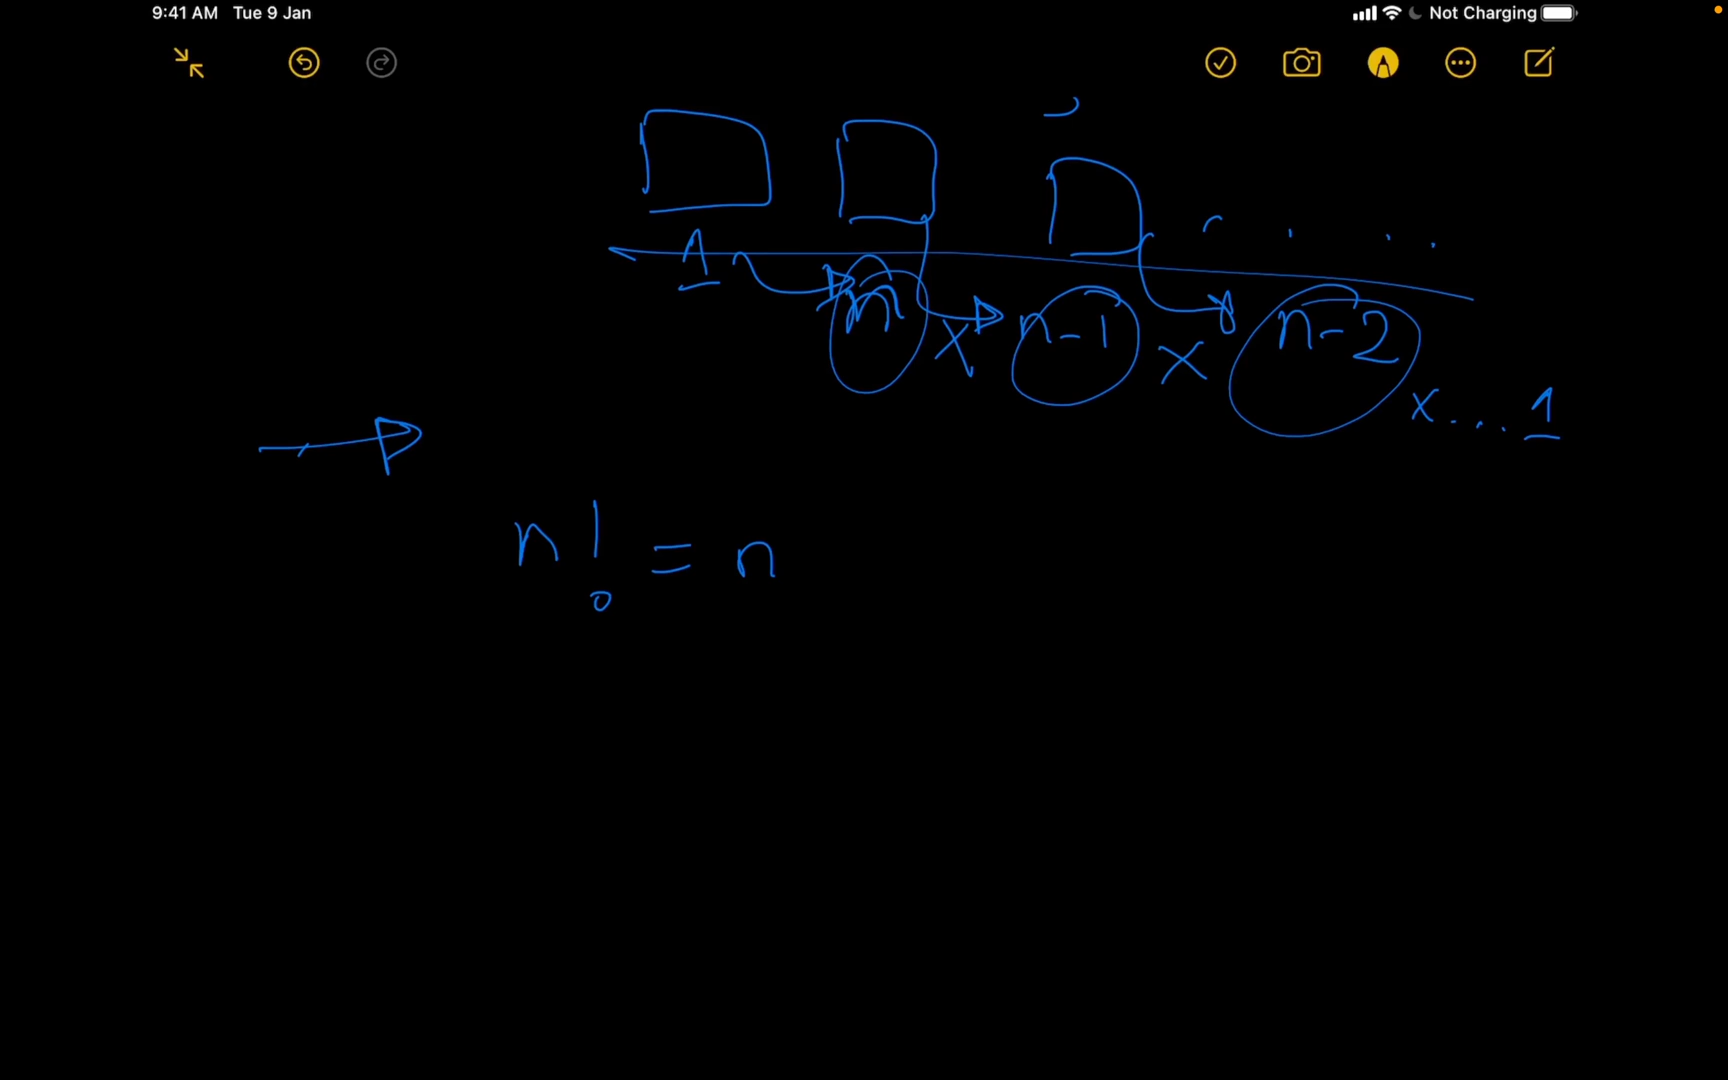 9:41 AM Tue 9 Jan Not Charging
1
n x n-1 x n-2 x ... 1
n! = n